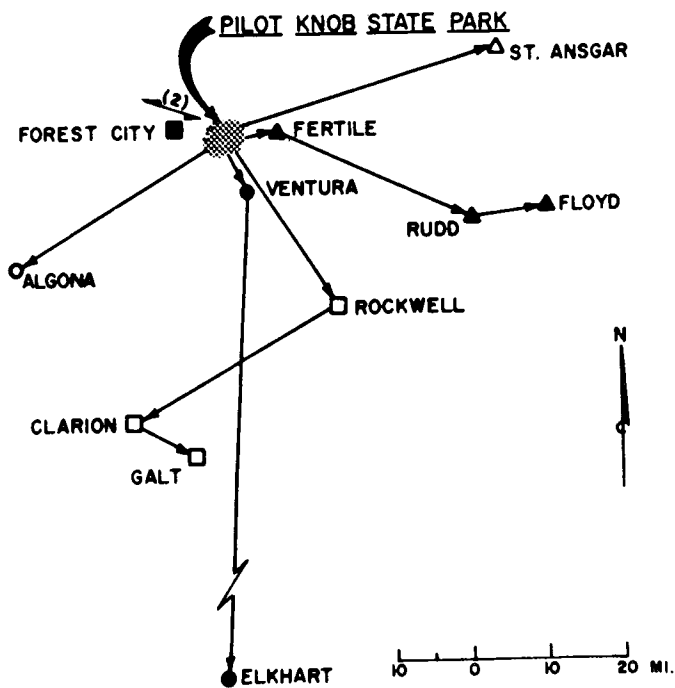 PILOT KNOB STATE PARK
ST. ANSGAR
(2)
FOREST CITY
FERTILE
VENTURA
FLOYD
RUDD
ALGONA
ROCKWELL
N
CLARION
GALT
10 0 10 20 MI.
ELKHART